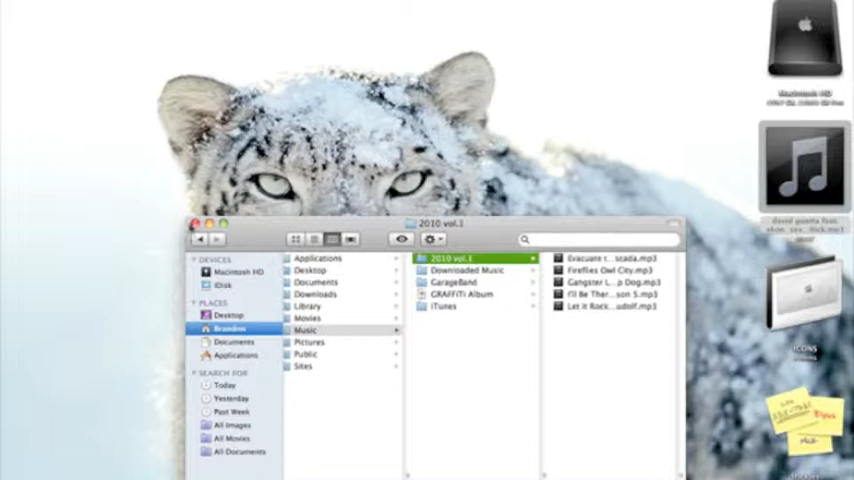 2010 vol.1
Macintosh HD
DEVICES
Macintosh HD
iDisk
PLACES
Desktop
Brandon
Documents
Applications
SEARCH FOR
Today
Yesterday
Past Week
All Images
All Movies
All Documents
Applications
Desktop
Documents
Downloads
Library
Movies
Music
Pictures
Public
Sites
2010 vol.1
Downloaded Music
GarageBand
GRAFFiTi Album
iTunes
Evacuate t...scada.mp3
Fireflies Owl City.mp3
Gangster L...p Dog.mp3
I'll Be Ther...son 5.mp3
Let it Rock...udolf.mp3
david guetta feat.
ICONS